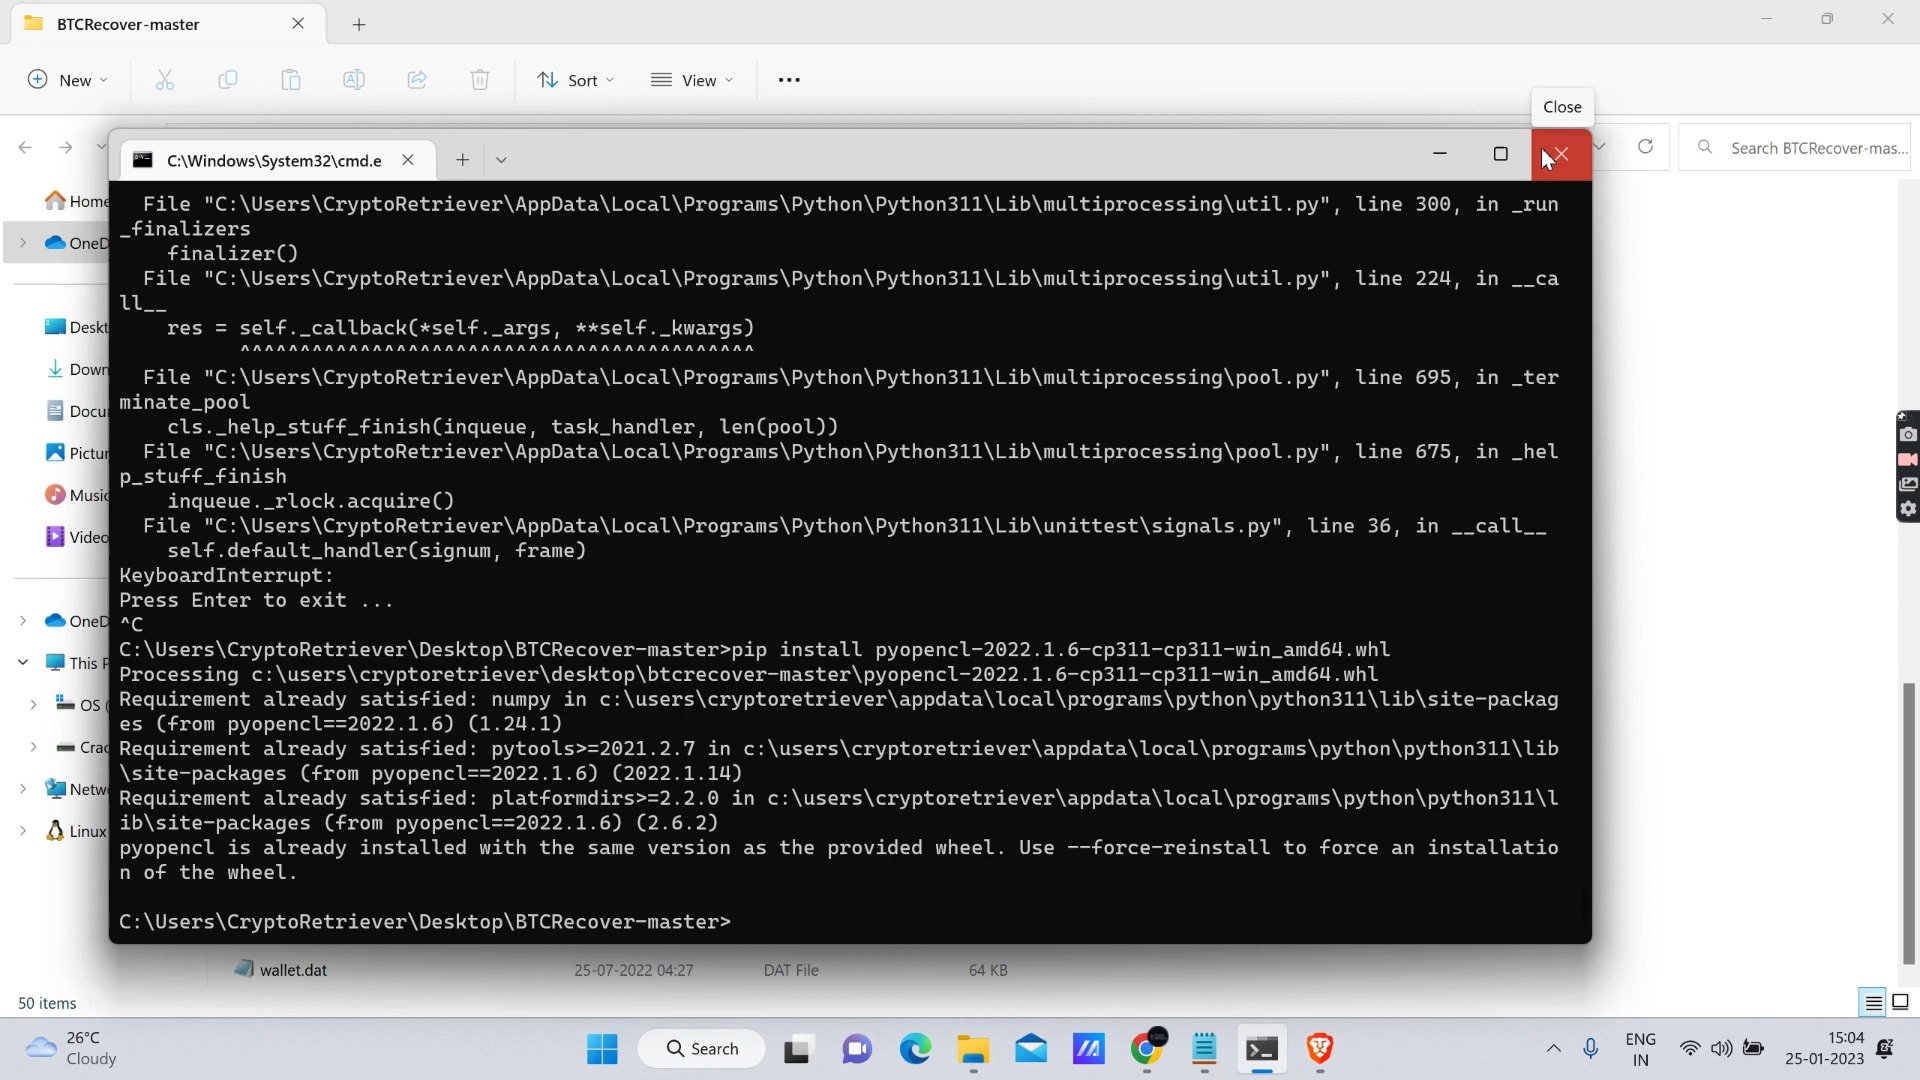 BTCRecover-master
New
Sort
View
Close
C:\Windows\System32\cmd.e
Search BTCRecover-mas...
Home
OneD
Deskt
Down
Docu
Pictur
Music
Video
OneD
This P
OS (
Crac
Netwo
Linux
File "C:\Users\CryptoRetriever\AppData\Local\Programs\Python\Python311\Lib\multiprocessing\util.py", line 300, in _run
_finalizers
finalizer()
File "C:\Users\CryptoRetriever\AppData\Local\Programs\Python\Python311\Lib\multiprocessing\util.py", line 224, in __ca
ll__
res = self._callback(*self._args, **self._kwargs)
^^^^^^^^^^^^^^^^^^^^^^^^^^^^^^^^^^^^^^^^^^^
File "C:\Users\CryptoRetriever\AppData\Local\Programs\Python\Python311\Lib\multiprocessing\pool.py", line 695, in _ter
minate_pool
cls._help_stuff_finish(inqueue, task_handler, len(pool))
File "C:\Users\CryptoRetriever\AppData\Local\Programs\Python\Python311\Lib\multiprocessing\pool.py", line 675, in _hel
p_stuff_finish
inqueue._rlock.acquire()
File "C:\Users\CryptoRetriever\AppData\Local\Programs\Python\Python311\Lib\unittest\signals.py", line 36, in __call__
self.default_handler(signum, frame)
KeyboardInterrupt:
Press Enter to exit ...
^C
C:\Users\CryptoRetriever\Desktop\BTCRecover-master>pip install pyopencl-2022.1.6-cp311-cp311-win_amd64.whl
Processing c:\users\cryptoretriever\desktop\btcrecover-master\pyopencl-2022.1.6-cp311-cp311-win_amd64.whl
Requirement already satisfied: numpy in c:\users\cryptoretriever\appdata\local\programs\python\python311\lib\site-packag
es (from pyopencl==2022.1.6) (1.24.1)
Requirement already satisfied: pytools>=2021.2.7 in c:\users\cryptoretriever\appdata\local\programs\python\python311\lib
\site-packages (from pyopencl==2022.1.6) (2022.1.14)
Requirement already satisfied: platformdirs>=2.2.0 in c:\users\cryptoretriever\appdata\local\programs\python\python311\l
ib\site-packages (from pyopencl==2022.1.6) (2.6.2)
pyopencl is already installed with the same version as the provided wheel. Use --force-reinstall to force an installatio
n of the wheel.
C:\Users\CryptoRetriever\Desktop\BTCRecover-master>
wallet.dat 25-07-2022 04:27 DAT File 64 KB
50 items
26°C
Cloudy
Search
ENG
IN
15:04
25-01-2023